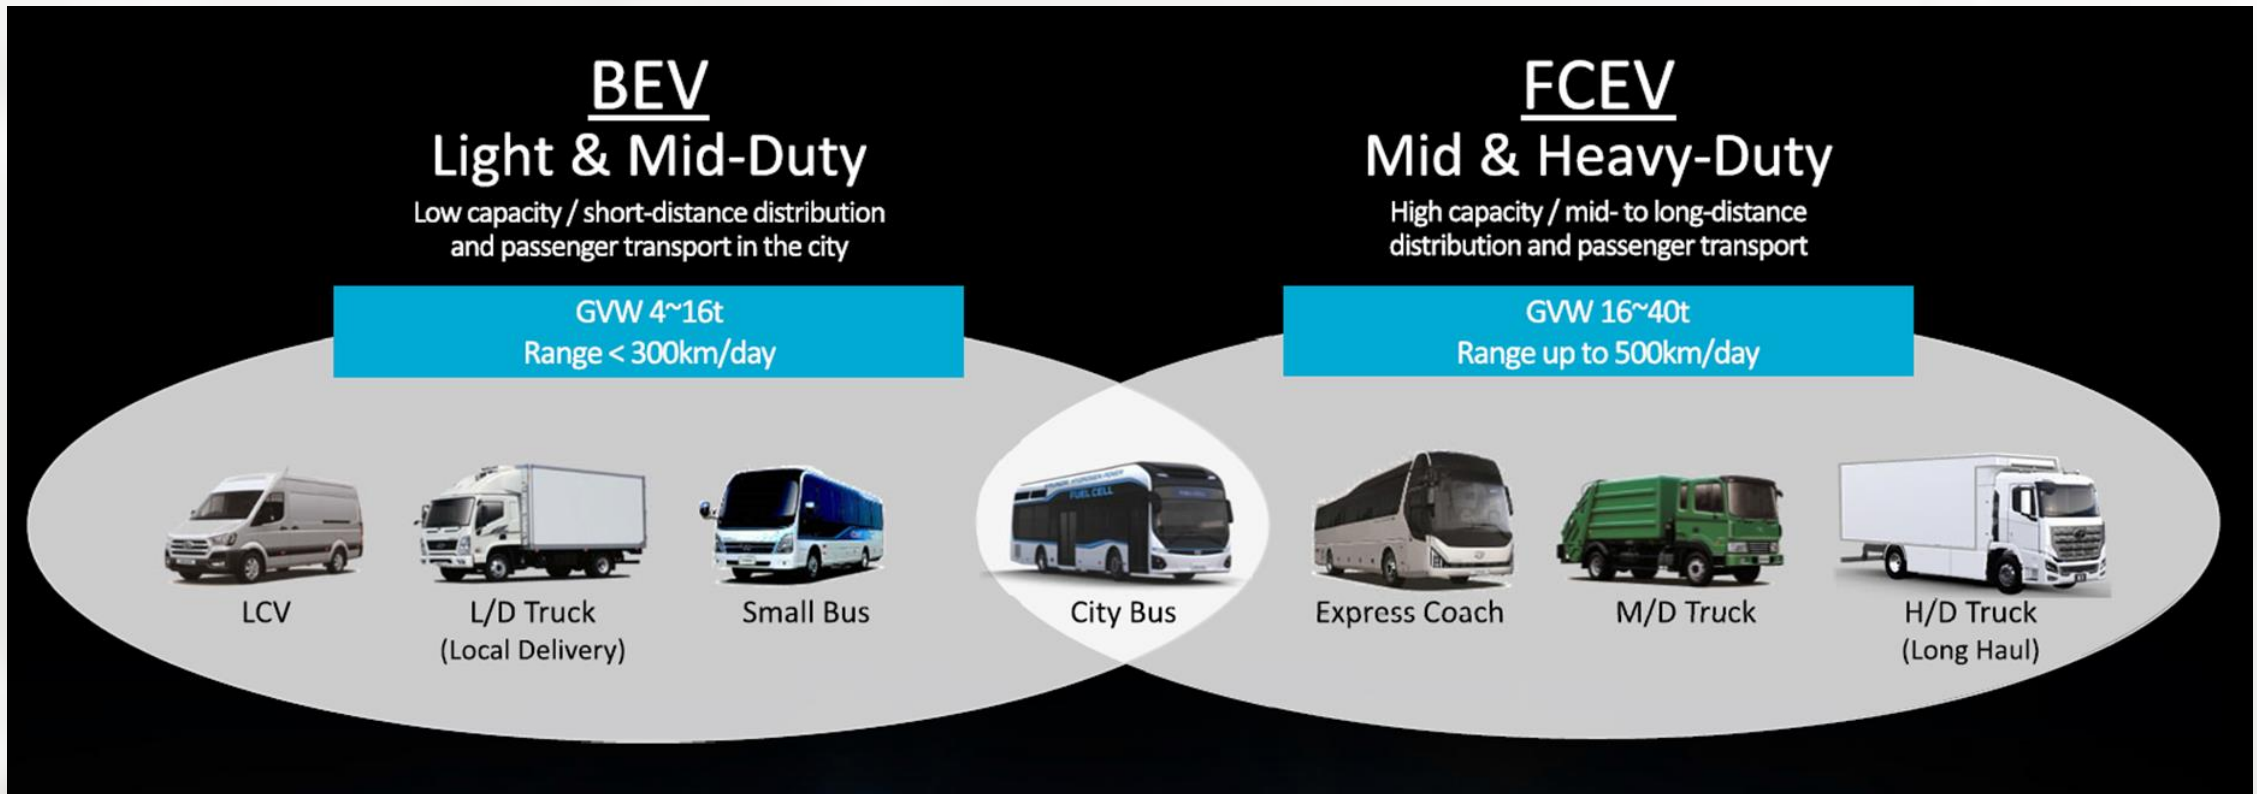 BEV
Light & Mid-Duty
Low capacity / short-distance distribution
and passenger transport in the city
GVW 4~16t
Range < 300km/day
FCEV
Mid & Heavy-Duty
High capacity / mid- to long-distance
distribution and passenger transport
GVW 16~40t
Range up to 500km/day
FUEL CELL
LCV
L/D Truck
(Local Delivery)
Small Bus
City Bus
Express Coach
M/D Truck
H/D Truck
(Long Haul)